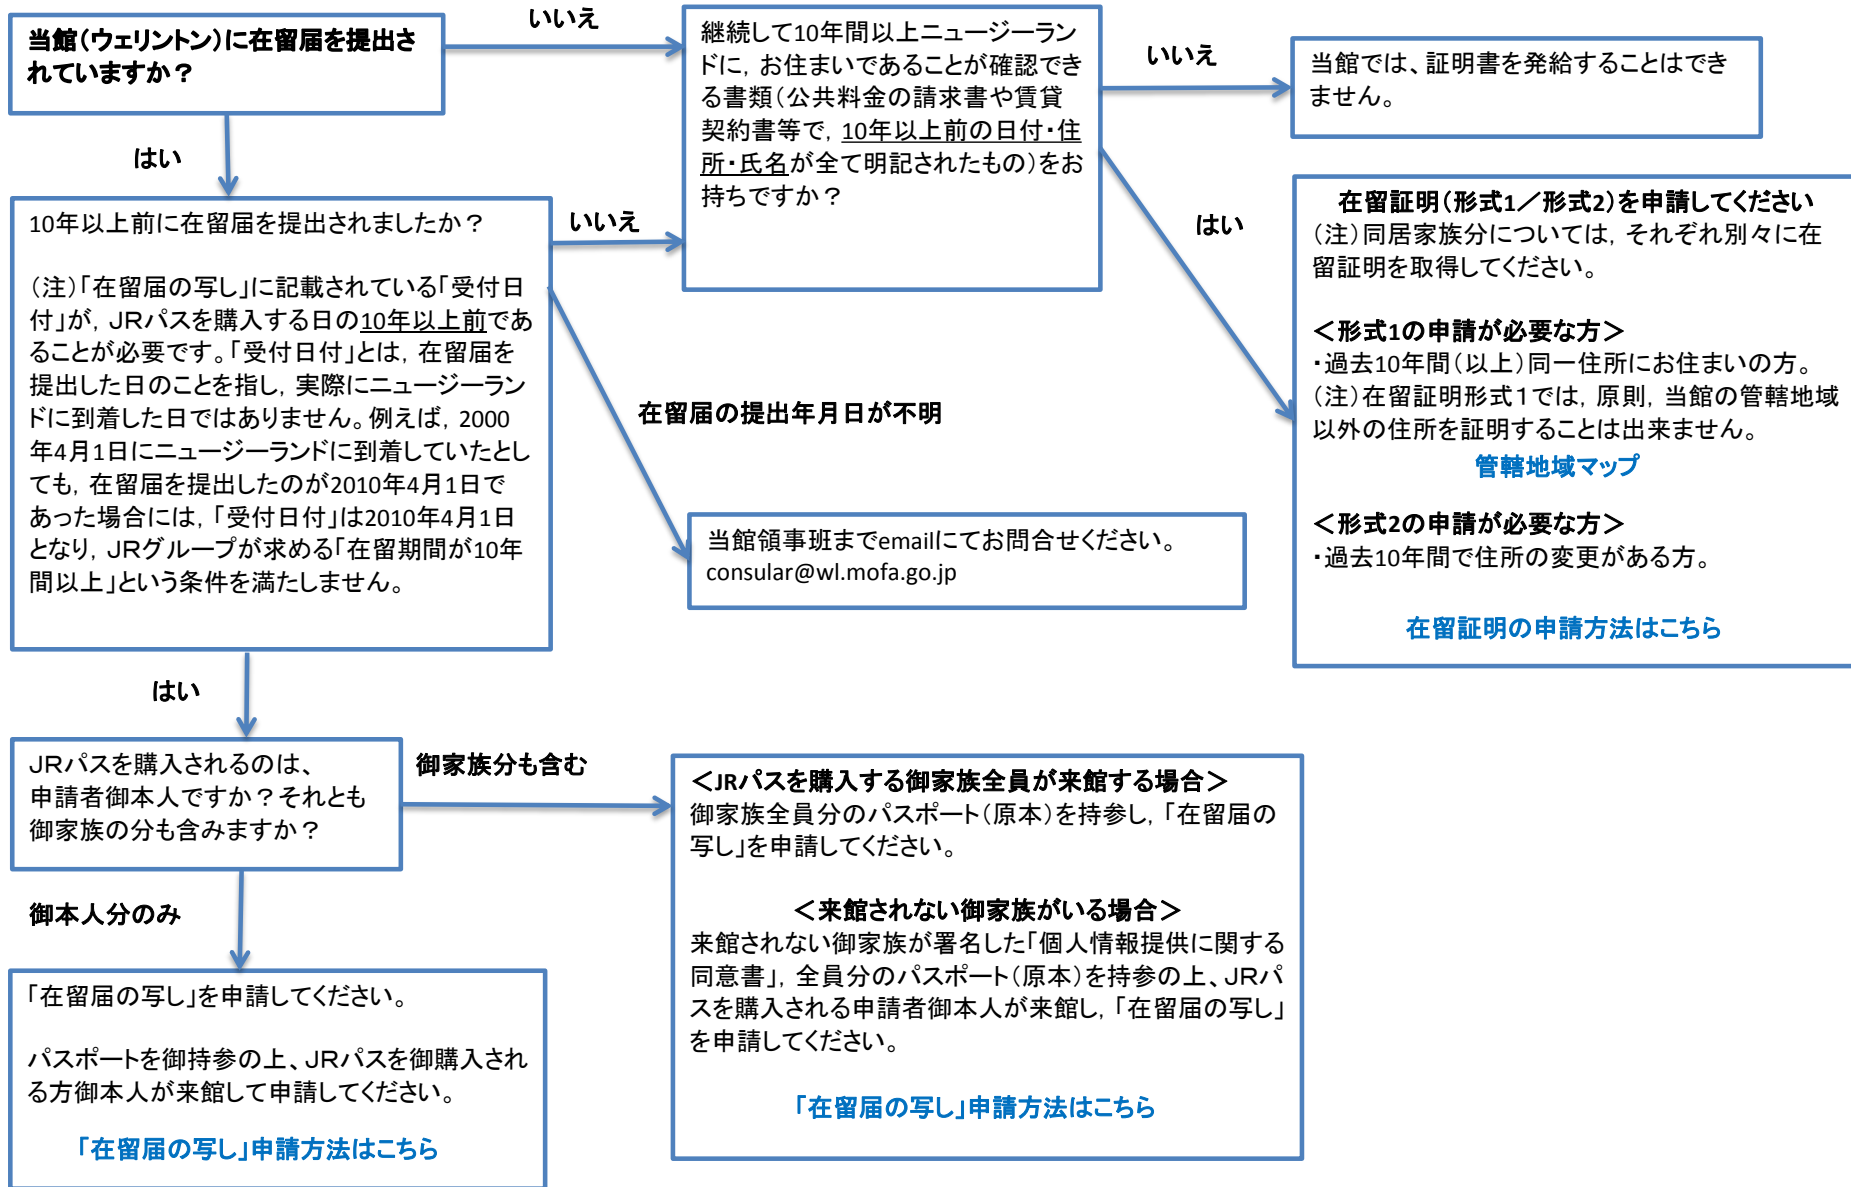 当館（ウェリントン）に在留届を提出さ
れていますか？
いいえ
はい
継続して10年間以上ニュージーラン
ドに，お住まいであることが確認でき
る書類（公共料金の請求書や賃貸
契約書等で，10年以上前の日付・住
所・氏名が全て明記されたもの）をお
持ちですか？
いいえ
当館では、証明書を発給することはでき
ません。
はい
在留証明（形式1／形式2）を申請してください
（注）同居家族分については，それぞれ別々に在
留証明を取得してください。
＜形式1の申請が必要な方＞
・過去10年間（以上）同一住所にお住まいの方。
（注）在留証明形式１では，原則，当館の管轄地域
以外の住所を証明することは出来ません。
管轄地域マップ
＜形式2の申請が必要な方＞
・過去10年間で住所の変更がある方。
在留証明の申請方法はこちら
10年以上前に在留届を提出されましたか？
（注）「在留届の写し」に記載されている「受付日
付」が，ＪＲパスを購入する日の10年以上前であ
ることが必要です。「受付日付」とは，在留届を
提出した日のことを指し，実際にニュージーラン
ドに到着した日ではありません。例えば，2000
年4月1日にニュージーランドに到着していたとし
ても，在留届を提出したのが2010年4月1日で
あった場合には，「受付日付」は2010年4月1日
となり，ＪＲグループが求める「在留期間が10年
間以上」という条件を満たしません。
いいえ
在留届の提出年月日が不明
当館領事班までemailにてお問合せください。
consular@wl.mofa.go.jp
はい
ＪＲパスを購入されるのは、
申請者御本人ですか？それとも
御家族の分も含みますか？
御家族分も含む
＜JRパスを購入する御家族全員が来館する場合＞
御家族全員分のパスポート（原本）を持参し，「在留届の
写し」を申請してください。
＜来館されない御家族がいる場合＞
来館されない御家族が署名した「個人情報提供に関する
同意書」，全員分のパスポート（原本）を持参の上、ＪＲパ
スを購入される申請者御本人が来館し，「在留届の写し」
を申請してください。
「在留届の写し」申請方法はこちら
御本人分のみ
「在留届の写し」を申請してください。
パスポートを御持参の上、ＪＲパスを御購入され
る方御本人が来館して申請してください。
「在留届の写し」申請方法はこちら